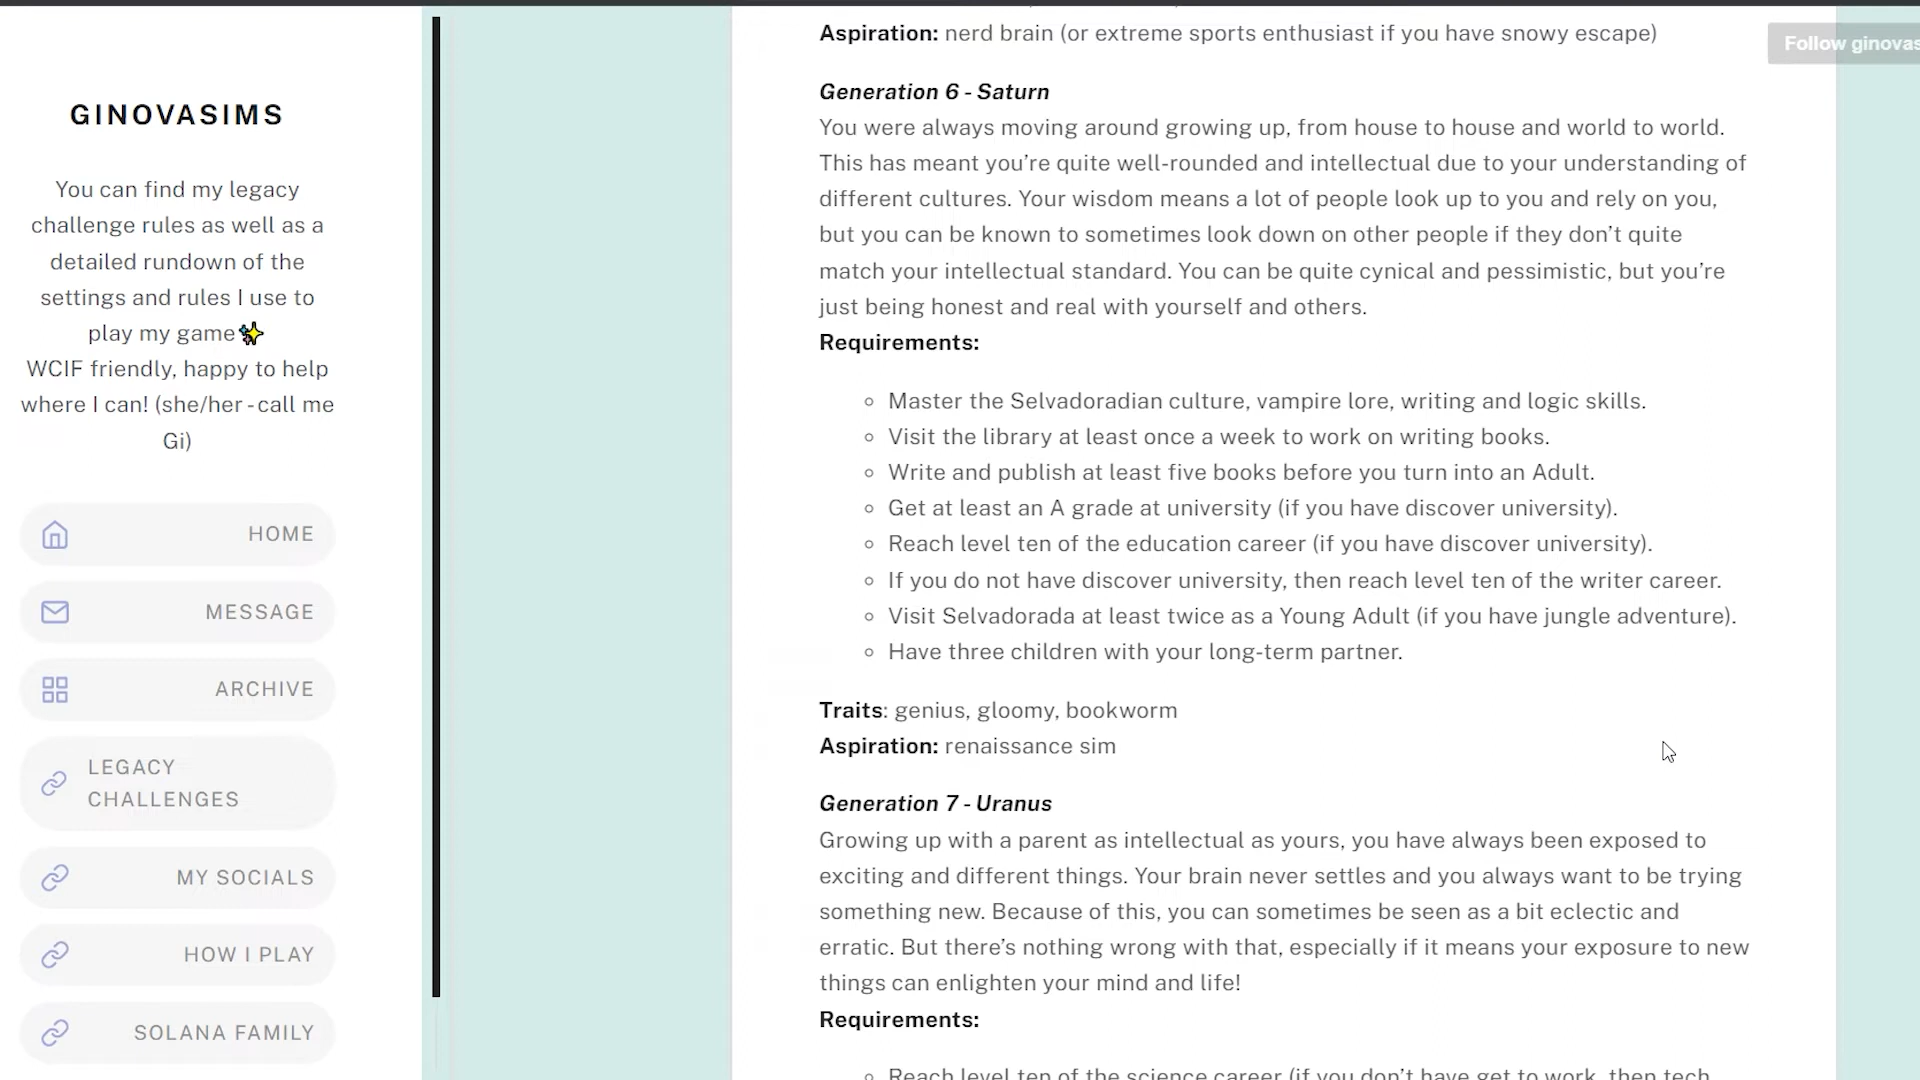 GINOVASIMS
You can find my legacy
challenge rules as well as a
detailed rundown of the
settings and rules I use to
play my game✨
WCIF friendly, happy to help
where I can! (she/her - call me
Gi)
HOME
MESSAGE
ARCHIVE
LEGACY
CHALLENGES
MY SOCIALS
HOW I PLAY
SOLANA FAMILY
Aspiration: nerd brain (or extreme sports enthusiast if you have snowy escape)
Follow ginovas
Generation 6 - Saturn
You were always moving around growing up, from house to house and world to world.
This has meant you’re quite well-rounded and intellectual due to your understanding of
different cultures. Your wisdom means a lot of people look up to you and rely on you,
but you can be known to sometimes look down on other people if they don’t quite
match your intellectual standard. You can be quite cynical and pessimistic, but you’re
just being honest and real with yourself and others.
Requirements:
◦ Master the Selvadoradian culture, vampire lore, writing and logic skills.
◦ Visit the library at least once a week to work on writing books.
◦ Write and publish at least five books before you turn into an Adult.
◦ Get at least an A grade at university (if you have discover university).
◦ Reach level ten of the education career (if you have discover university).
◦ If you do not have discover university, then reach level ten of the writer career.
◦ Visit Selvadorada at least twice as a Young Adult (if you have jungle adventure).
◦ Have three children with your long-term partner.
Traits: genius, gloomy, bookworm
Aspiration: renaissance sim
Generation 7 - Uranus
Growing up with a parent as intellectual as yours, you have always been exposed to
exciting and different things. Your brain never settles and you always want to be trying
something new. Because of this, you can sometimes be seen as a bit eclectic and
erratic. But there’s nothing wrong with that, especially if it means your exposure to new
things can enlighten your mind and life!
Requirements:
◦ Reach level ten of the science career (if you don’t have get to work, then tech